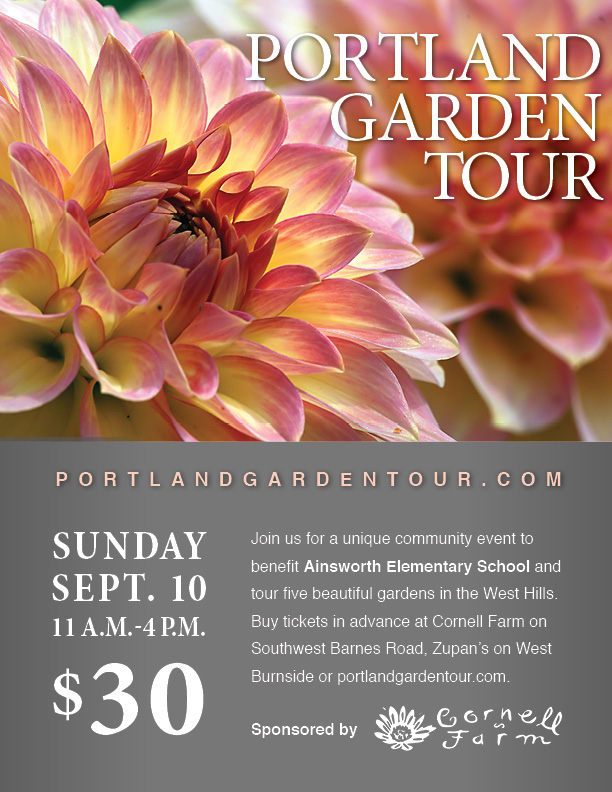 PORTLAND
GARDEN
TOUR
PORTLANDGARDENTOUR.COM
SUNDAY
SEPT. 10
11 A.M.-4 P.M.
$30
Join us for a unique community event to
benefit Ainsworth Elementary School and
tour five beautiful gardens in the West Hills.
Buy tickets in advance at Cornell Farm on
Southwest Barnes Road, Zupan's on West
Burnside or portlandgardentour.com.
Sponsored by
Cornell
Farm